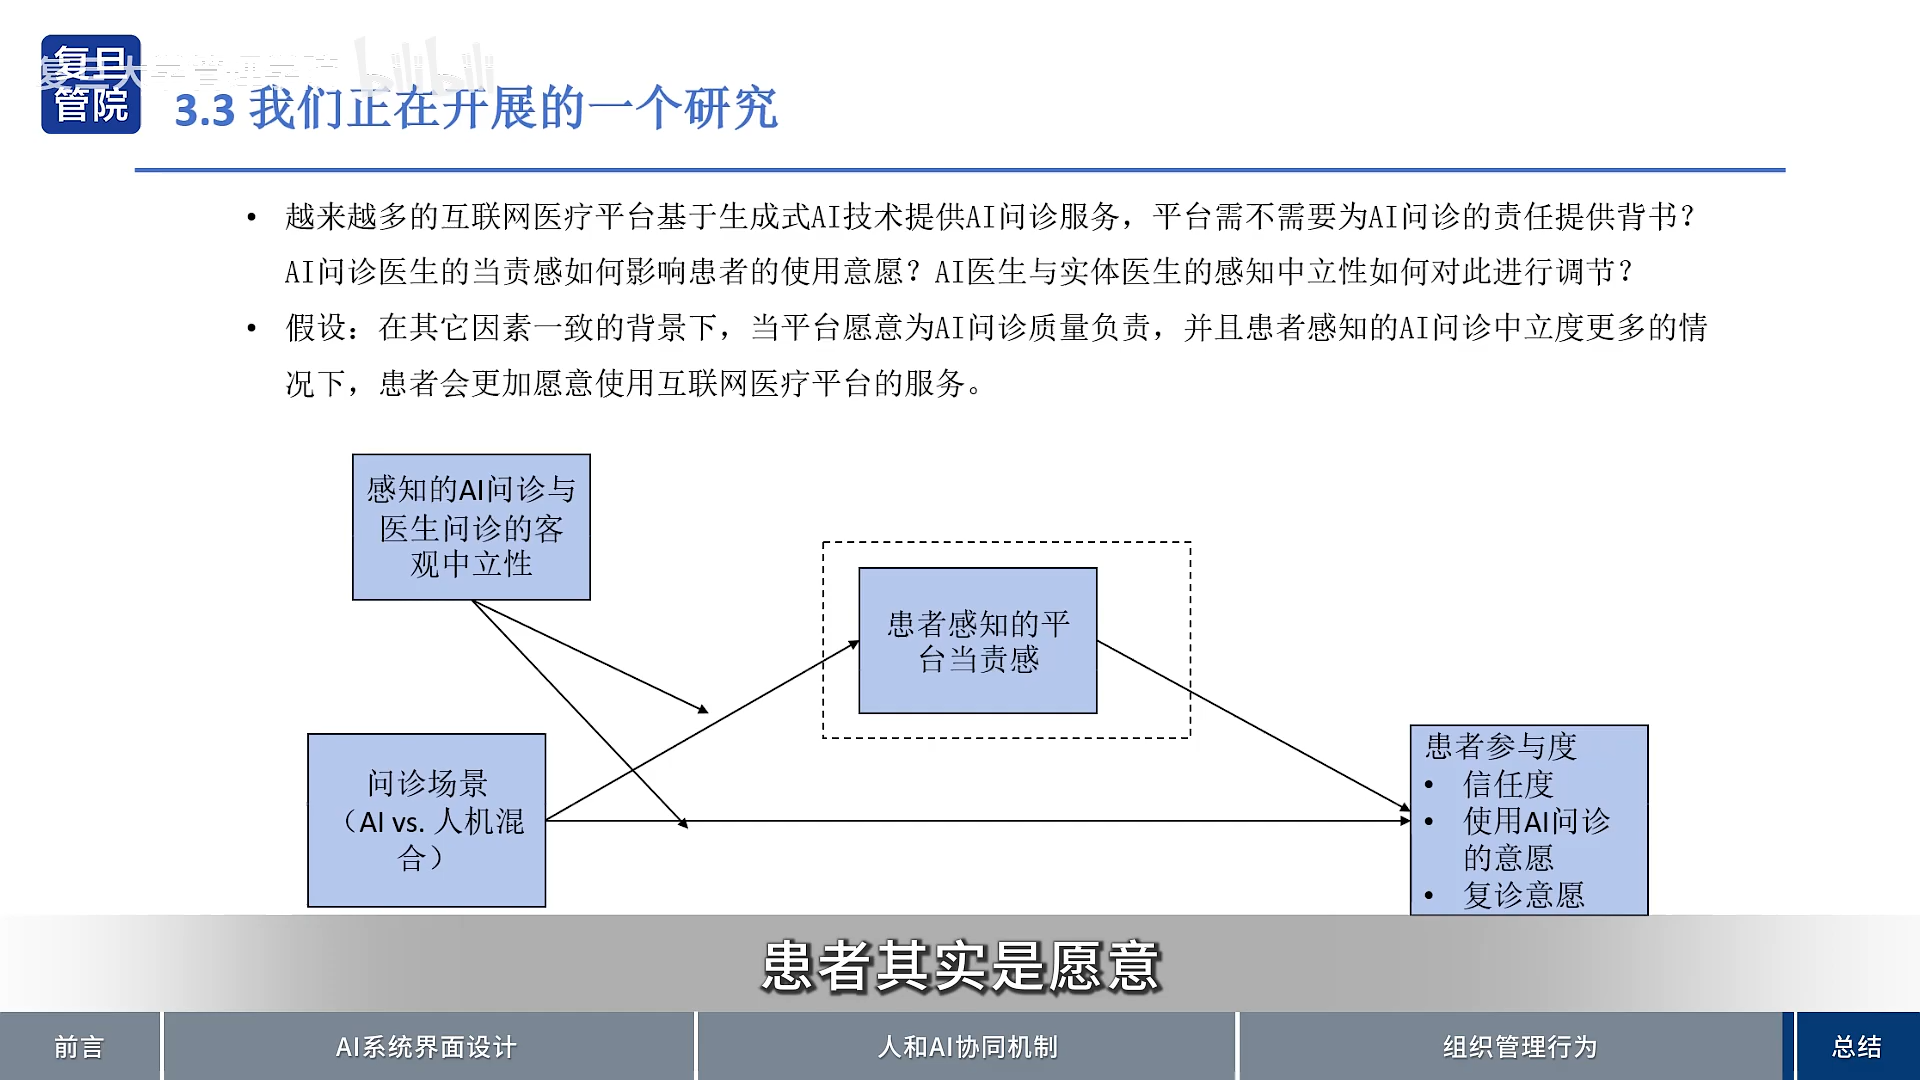 复旦
管院
复旦大学管理学院 bilibili
3.3 我们正在开展的一个研究
• 越来越多的互联网医疗平台基于生成式AI技术提供AI问诊服务，平台需不需要为AI问诊的责任提供背书？
AI问诊医生的当责感如何影响患者的使用意愿？AI医生与实体医生的感知中立性如何对此进行调节？
• 假设：在其它因素一致的背景下，当平台愿意为AI问诊质量负责，并且患者感知的AI问诊中立度更多的情
况下，患者会更加愿意使用互联网医疗平台的服务。
感知的AI问诊与
医生问诊的客
观中立性
患者感知的平
台当责感
问诊场景
（AI vs. 人机混
合）
患者参与度
• 信任度
• 使用AI问诊
的意愿
• 复诊意愿
患者其实是愿意
前言
AI系统界面设计
人和AI协同机制
组织管理行为
总结